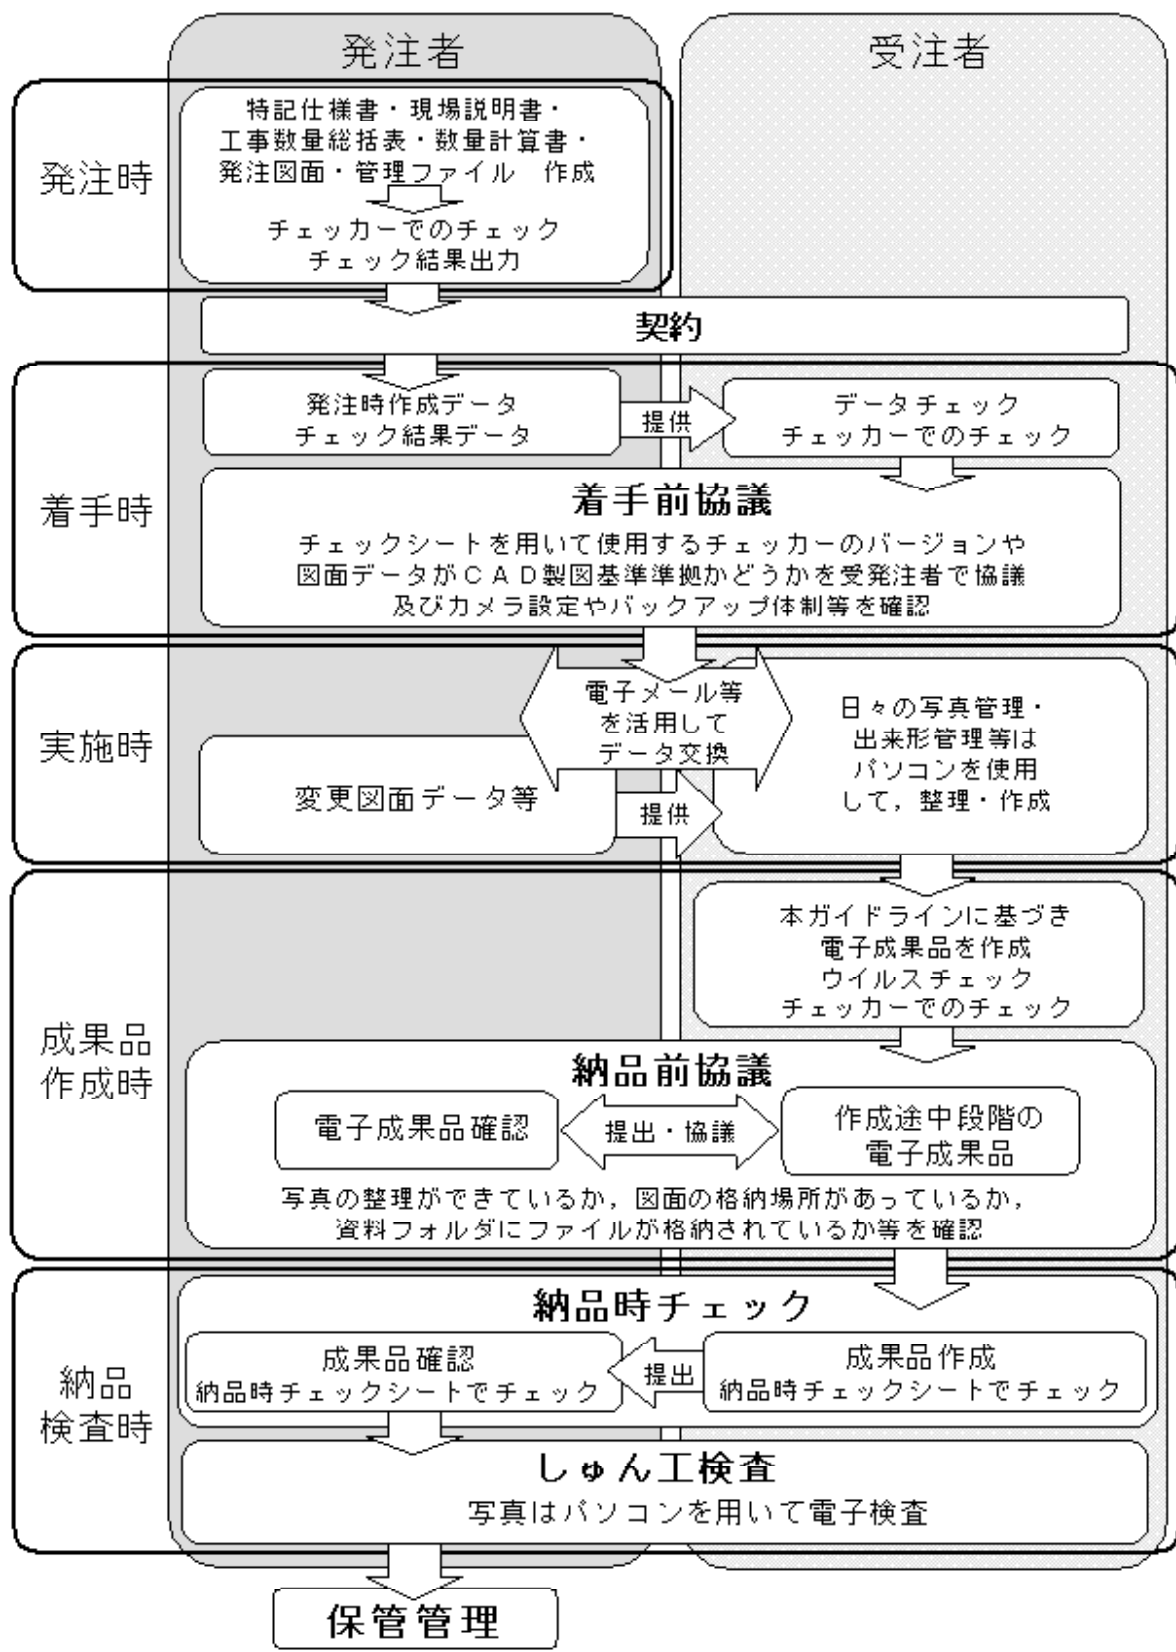 発注者
受注者
発注時
特記仕様書・現場説明書・
工事数量総括表・数量計算書・
発注図面・管理ファイル　作成
チェッカーでのチェック
チェック結果出力
契約
着手時
発注時作成データ
チェック結果データ
提供
データチェック
チェッカーでのチェック
着手前協議
チェックシートを用いて使用するチェッカーのバージョンや
図面データがＣＡＤ製図基準準拠かどうかを受発注者で協議
及びカメラ設定やバックアップ体制等を確認
実施時
電子メール等
を活用して
データ交換
変更図面データ等
提供
日々の写真管理・
出来形管理等は
パソコンを使用
して，整理・作成
成果品
作成時
本ガイドラインに基づき
電子成果品を作成
ウイルスチェック
チェッカーでのチェック
納品前協議
電子成果品確認
提出・協議
作成途中段階の
電子成果品
写真の整理ができているか，図面の格納場所があっているか，
資料フォルダにファイルが格納されているか等を確認
納品
検査時
納品時チェック
成果品確認
納品時チェックシートでチェック
提出
成果品作成
納品時チェックシートでチェック
しゅん工検査
写真はパソコンを用いて電子検査
保管管理